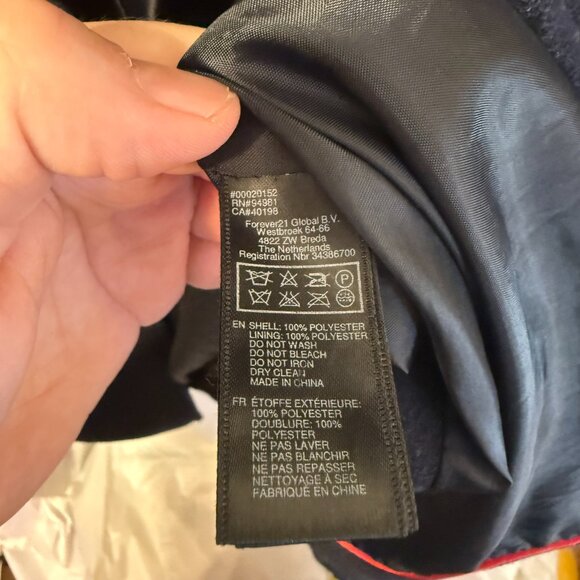 #00020152
RN#94981
CA#40198
Forever21 Global B.V.
Westbroek 64-66
4822 ZW Breda
The Netherlands
Registration Nbr 34386700
P
EN SHELL: 100% POLYESTER
LINING: 100% POLYESTER
DO NOT WASH
DO NOT BLEACH
DO NOT IRON
DRY CLEAN
MADE IN CHINA
FR ÉTOFFE EXTÉRIEURE:
100% POLYESTER
DOUBLURE: 100%
POLYESTER
NE PAS LAVER
NE PAS BLANCHIR
NE PAS REPASSER
NETTOYAGE À SEC
FABRIQUÉ EN CHINE